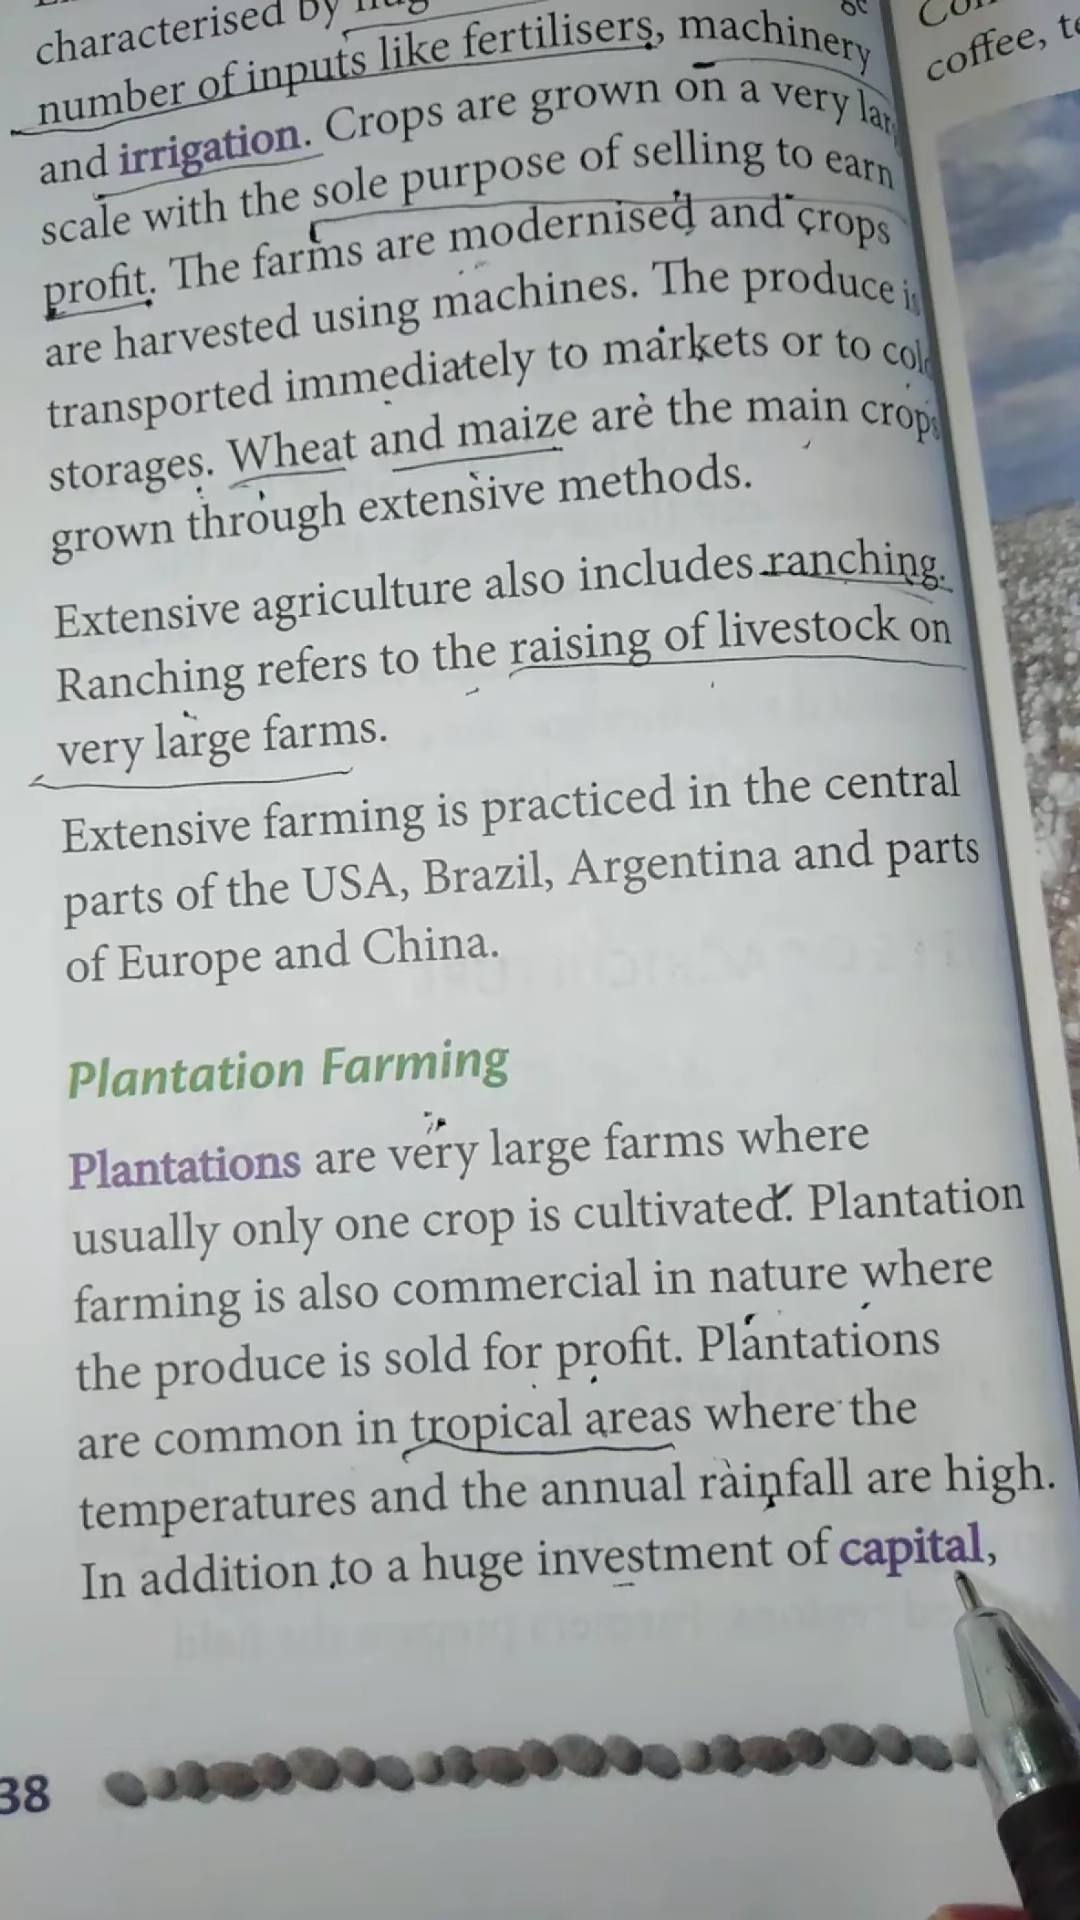 characterised by
number of inputs like fertilisers, machinery
and irrigation. Crops are grown on a very
scale with the sole purpose of selling to earn
profit. The farms are modernised and crops
are harvested using machines. The produce is
transported immediately to markets or to
storages. Wheat and maize are the main crops
grown through extensive methods.
Extensive agriculture also includes ranching.
Ranching refers to the raising of livestock on
very large farms.
Extensive farming is practiced in the central
parts of the USA, Brazil, Argentina and parts
of Europe and China.
Plantation Farming
Plantations are very large farms where
usually only one crop is cultivated. Plantation
farming is also commercial in nature where
the produce is sold for profit. Plantations
are common in tropical areas where the
temperatures and the annual rainfall are high.
In addition to a huge investment of capital,
38
coffee,